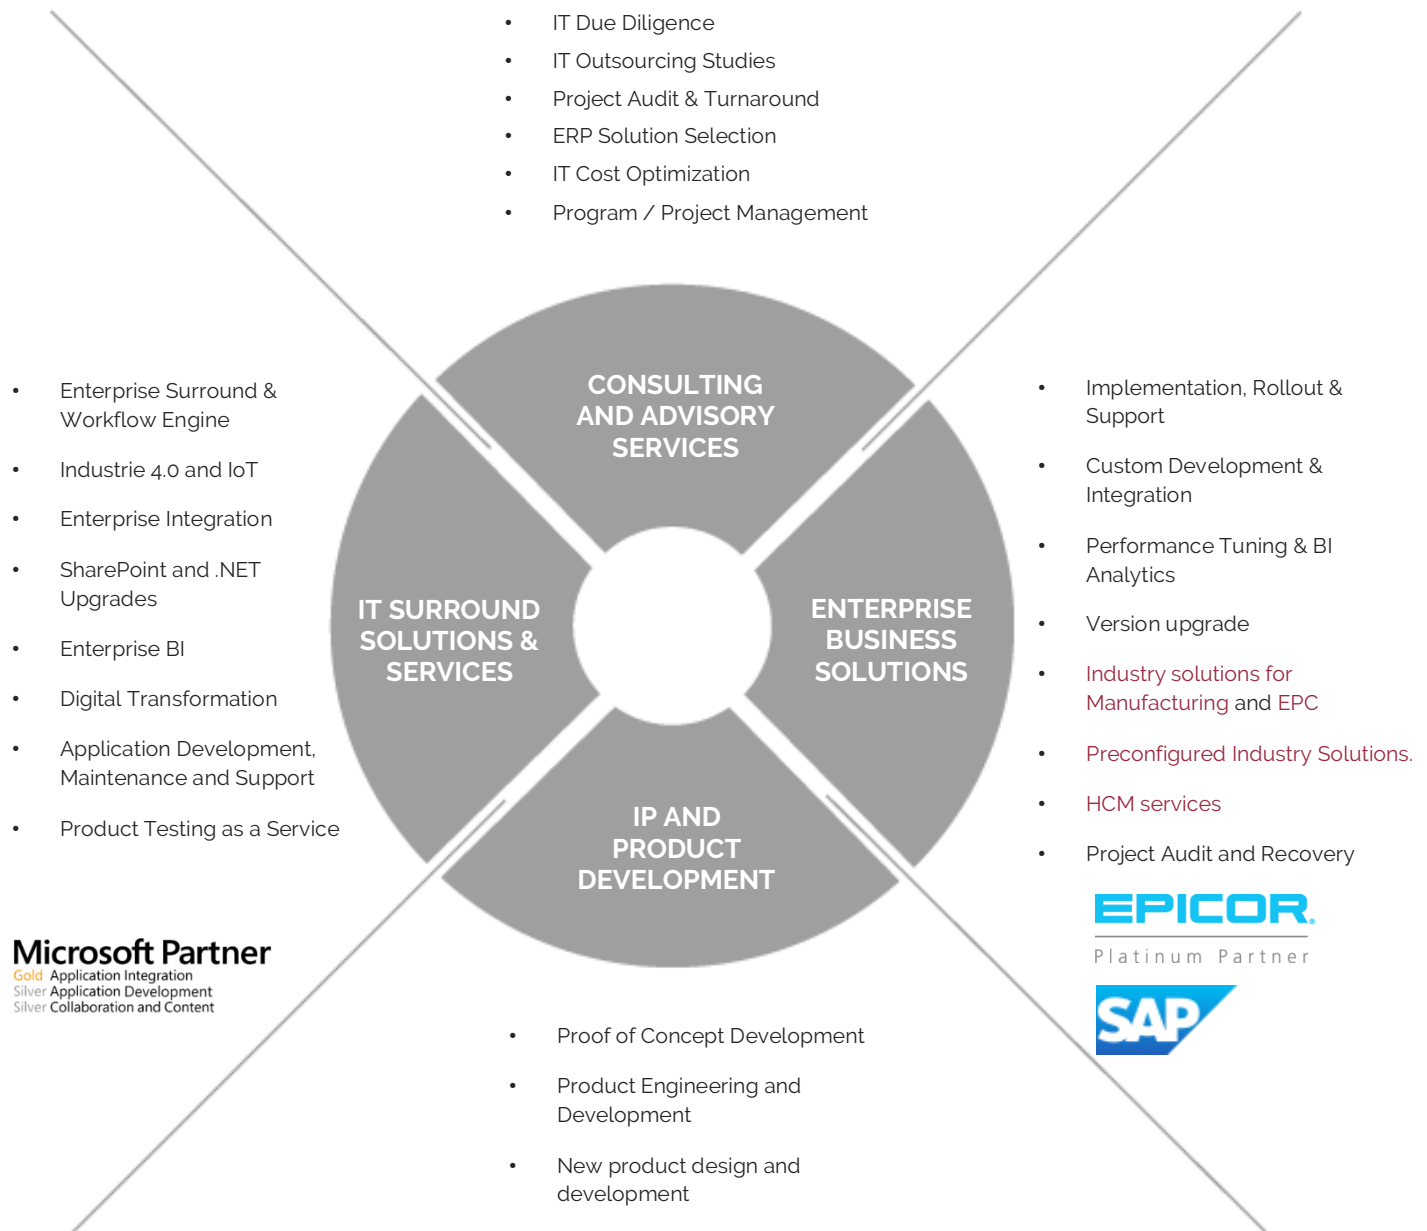 • IT Due Diligence
• IT Outsourcing Studies
• Project Audit & Turnaround
• ERP Solution Selection
• IT Cost Optimization
• Program / Project Management
CONSULTING
AND ADVISORY
SERVICES
• Enterprise Surround &
Workflow Engine
• Industrie 4.0 and IoT
• Enterprise Integration
• SharePoint and .NET
Upgrades
• Enterprise BI
• Digital Transformation
• Application Development,
Maintenance and Support
• Product Testing as a Service
Microsoft Partner
Gold Application Integration
Silver Application Development
Silver Collaboration and Content
IT SURROUND
SOLUTIONS &
SERVICES
ENTERPRISE
BUSINESS
SOLUTIONS
• Implementation, Rollout &
Support
• Custom Development &
Integration
• Performance Tuning & BI
Analytics
• Version upgrade
• Industry solutions for
Manufacturing and EPC
• Preconfigured Industry Solutions.
• HCM services
• Project Audit and Recovery
EPICOR®
Platinum Partner
SAP
IP AND
PRODUCT
DEVELOPMENT
• Proof of Concept Development
• Product Engineering and
Development
• New product design and
development